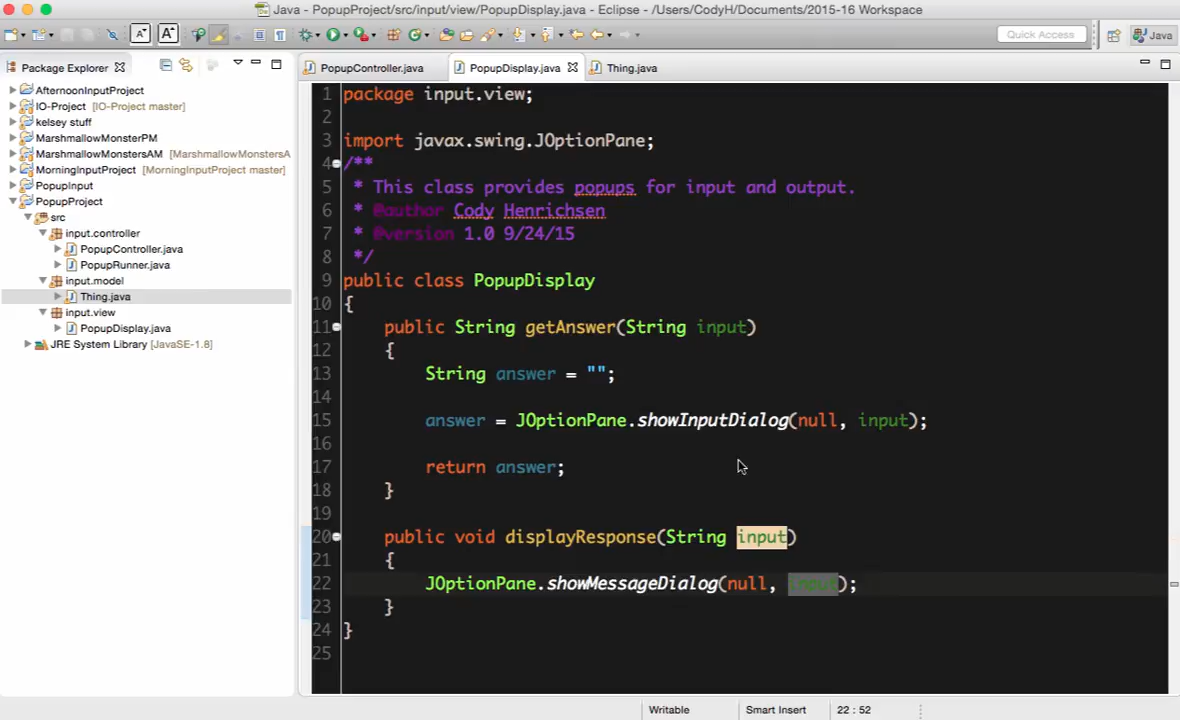 Java - PopupProject/src/input/view/PopupDisplay.java - Eclipse - /Users/CodyH/Documents/2015-16 Workspace
Quick Access
Java
Package Explorer
PopupController.java
PopupDisplay.java
Thing.java
AfternoonInputProject
IO-Project [IO-Project master]
kelsey stuff
MarshmallowMonsterPM
MarshmallowMonstersAM [MarshmallowMonstersA
MorningInputProject [MorningInputProject master]
PopupInput
PopupProject
src
input.controller
PopupController.java
PopupRunner.java
input.model
Thing.java
input.view
PopupDisplay.java
JRE System Library [JavaSE-1.8]
1 package input.view;
2
3 import javax.swing.JOptionPane;
4 /**
5 * This class provides popups for input and output.
6 * @author Cody Henrichsen
7 * @version 1.0 9/24/15
8 */
9 public class PopupDisplay
10 {
11 public String getAnswer(String input)
12 {
13 String answer = "";
14
15 answer = JOptionPane.showInputDialog(null, input);
16
17 return answer;
18 }
19
20 public void displayResponse(String input)
21 {
22 JOptionPane.showMessageDialog(null, input);
23 }
24 }
25
Writable
Smart Insert
22 : 52